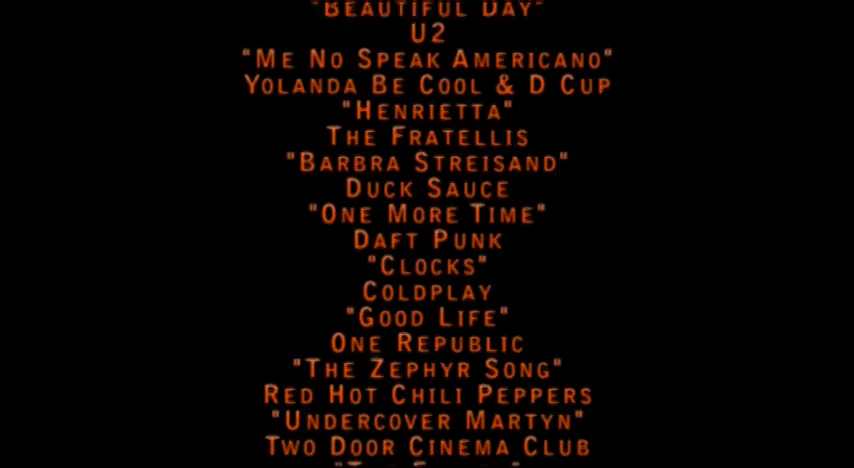 "Beautiful Day"
U2
"Me No Speak Americano"
Yolanda Be Cool & D Cup
"Henrietta"
The Fratellis
"Barbra Streisand"
Duck Sauce
"One More Time"
Daft Punk
"Clocks"
Coldplay
"Good Life"
One Republic
"The Zephyr Song"
Red Hot Chili Peppers
"Undercover Martyn"
Two Door Cinema Club